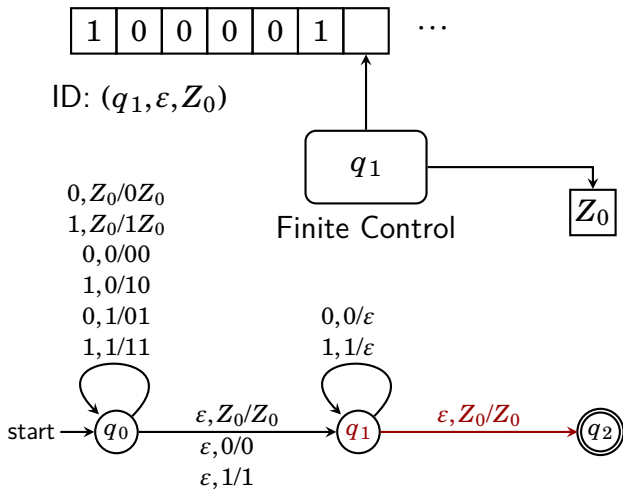 1 0 0 0 0 1 ⋯
ID: (q₁, ε, Z₀)
q₁
Z₀
Finite Control
0, Z₀/0Z₀
1, Z₀/1Z₀
0, 0/00
1, 0/10
0, 1/01
1, 1/11
0, 0/ε
1, 1/ε
start
q₀
ε, Z₀/Z₀
ε, 0/0
ε, 1/1
q₁
ε, Z₀/Z₀
q₂